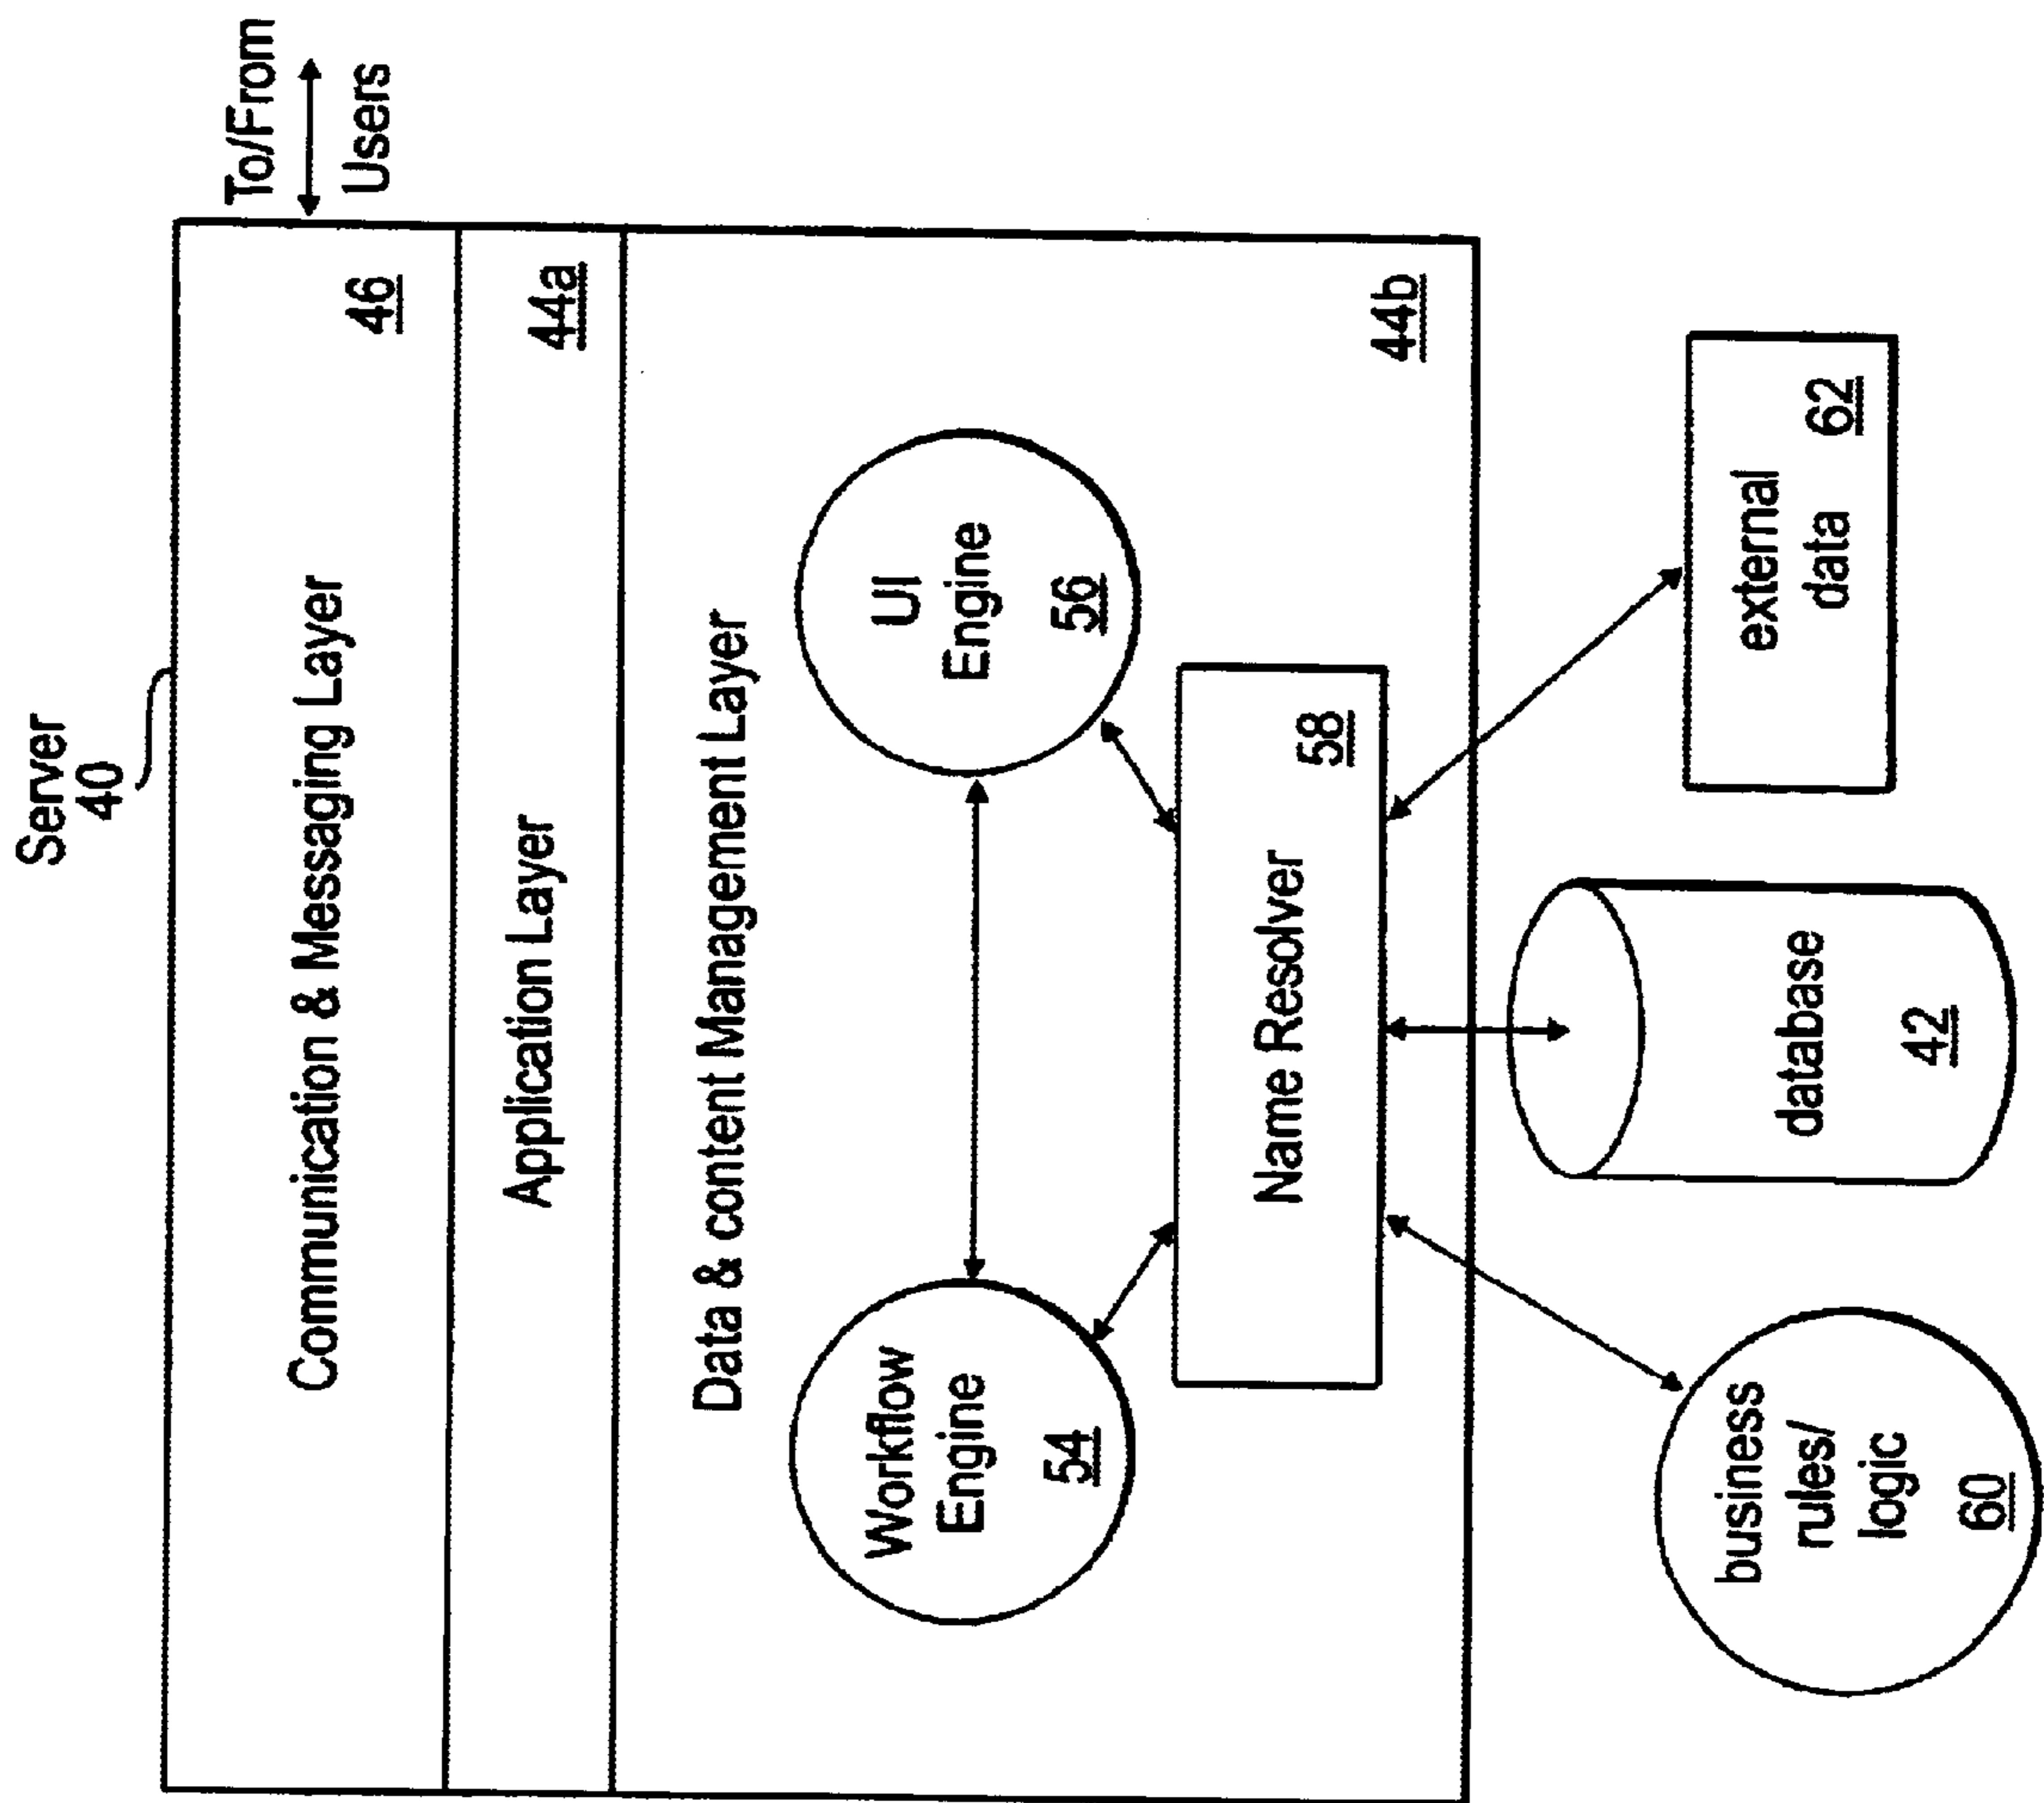 Server
40
To/From
Users
Communication & Messaging Layer
46
Application Layer
44a
Data & content Management Layer
Workflow
Engine
54
UI
Engine
56
Name Resolver
58
44b
business
rules/
logic
60
database
42
external
data
62